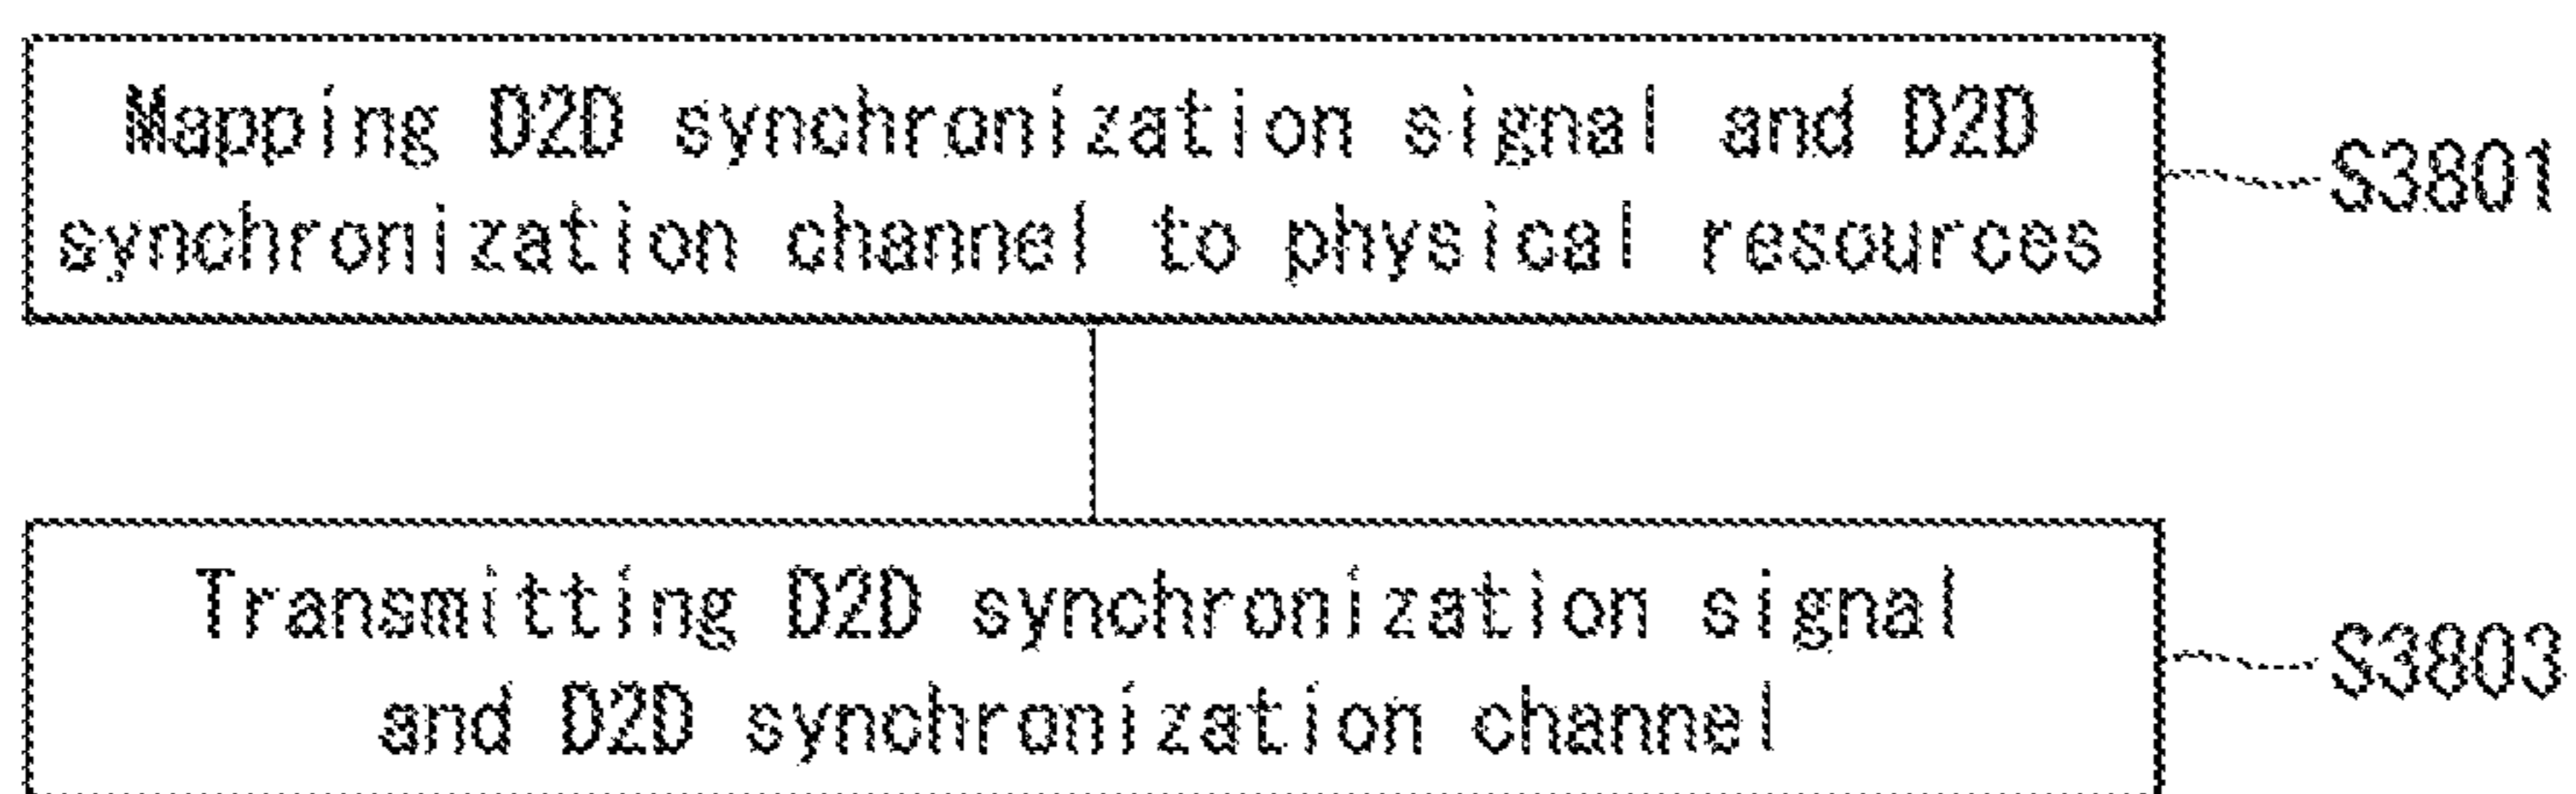 Mapping D2D synchronization signal and D2D
synchronization channel to physical resources
S3801
Transmitting D2D synchronization signal
and D2D synchronization channel
S3803